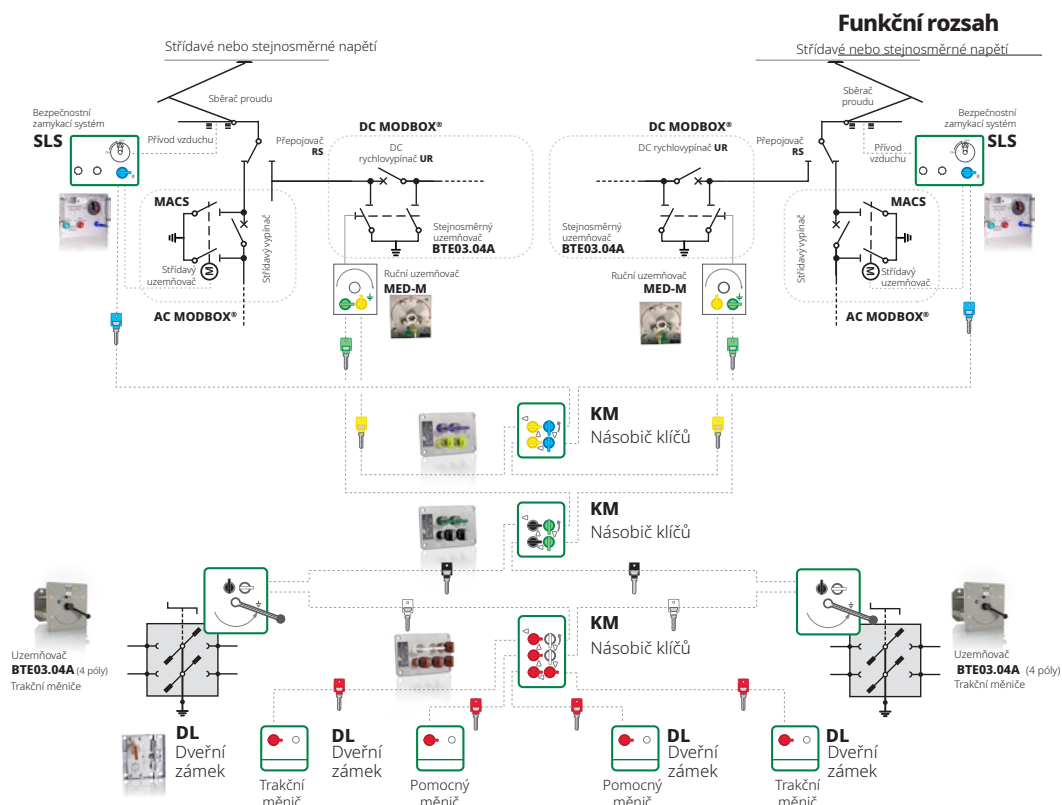 Funkční rozsah
Střídavé nebo stejnosměrné napětí
Střídavé nebo stejnosměrné napětí
Sběrač proudu
Sběrač
proudu
Bezpečnostní
zamykací systém
SLS
Přívod vzduchu
Přepojovač
RS
DC MODBOX®
DC
rychlovypínač UR
DC MODBOX®
DC rychlovypínač UR
Přepojovač
RS
Přívod
vzduchu
Bezpečnostní
zamykací systém
SLS
MACS
M
Střídavý
uzemňovač
Střídavý vypínač
AC MODBOX®
Stejnosměrný
uzemňovač
BTE03.04A
Stejnosměrný
uzemňovač
BTE03.04A
MACS
M
Střídavý
uzemňovač
Střídavý vypínač
AC MODBOX®
Ruční uzemňovač
MED-M
Ruční uzemňovač
MED-M
KM
Násobič klíčů
KM
Násobič klíčů
KM
Násobič klíčů
Uzemňovač
BTE03.04A (4 póly)
Trakční měniče
Uzemňovač
BTE03.04A (4 póly)
Trakční měniče
DL
Dveřní
zámek
Trakční
měnič
DL
Dveřní
zámek
Pomocný
měnič
Pomocný
měnič
DL
Dveřní
zámek
Trakční
měnič
DL
Dveřní
zámek